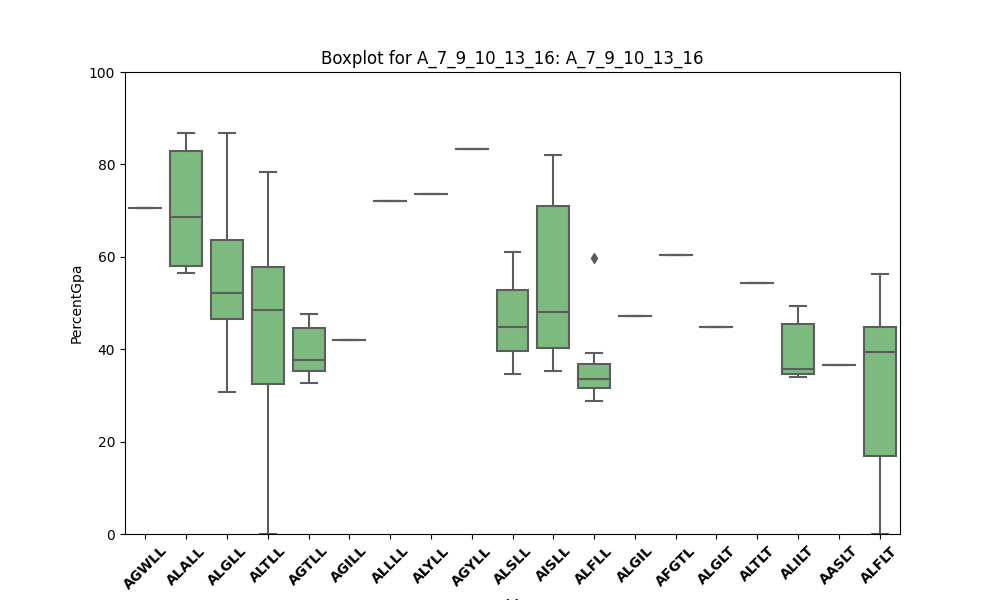 Boxplot for A_7_9_10_13_16: A_7_9_10_13_16
PercentGpa
100
80
60
40
20
0
AGWLL
ALALL
ALGLL
ALTLL
AGTLL
AGILL
ALLLL
ALYLL
AGYLL
ALSLL
AISLL
ALFLL
ALGIL
AFGTL
ALGLT
ALTLT
ALILT
AASLT
ALFLT